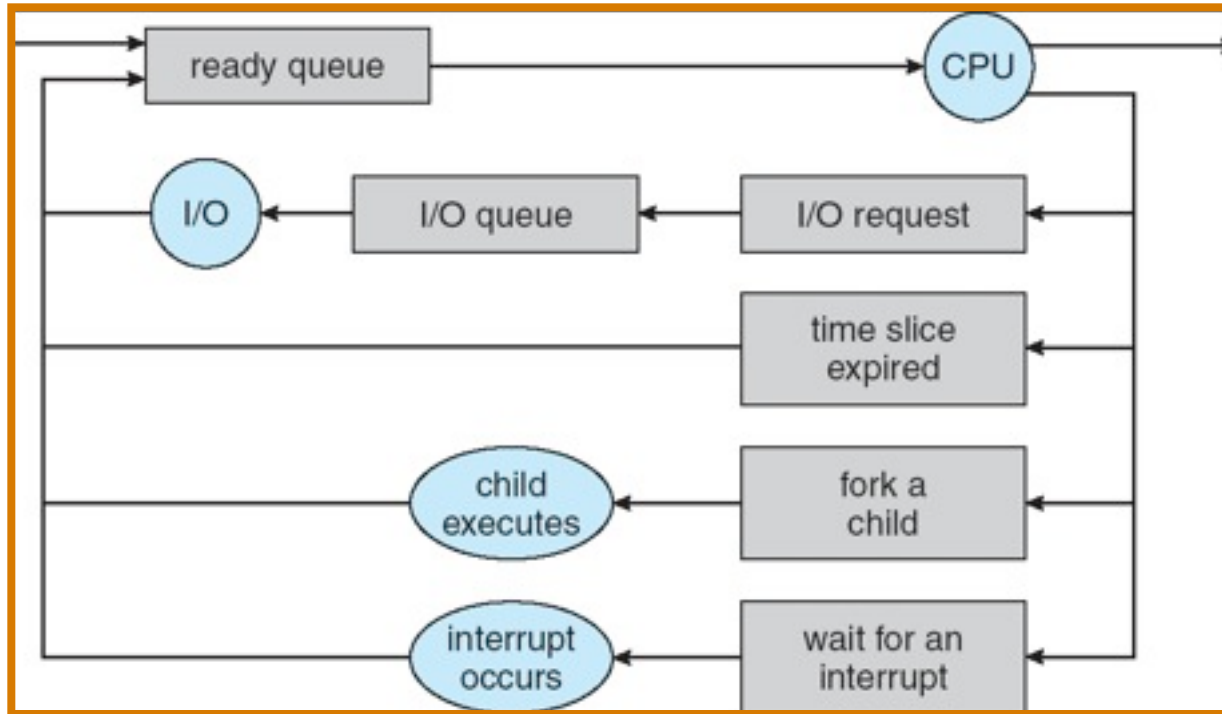 ready queue
CPU
I/O
I/O queue
I/O request
time slice
expired
child
executes
fork a
child
interrupt
occurs
wait for an
interrupt